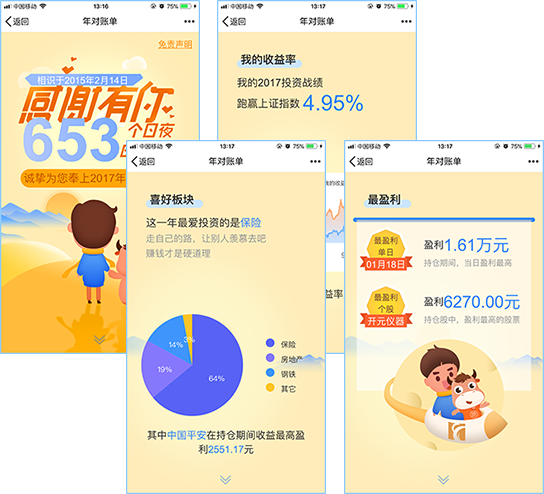 中国移动 13:16 75%
返回 年对账单
免责声明
相识于2015年2月14日
感谢有你
653 个日夜
诚挚为您奉上2017年
中国移动 13:17 75%
返回 年对账单
我的收益率
我的2017投资战绩
跑赢上证指数 4.95%
我的收益
益率
中国移动 13:17 75%
返回 年对账单
喜好板块
这一年最爱投资的是保险
走自己的路，让别人羡慕去吧
赚钱才是硬道理
3%
14%
19%
64%
保险
房地产
钢铁
其它
其中中国平安在持仓期间收益最高盈
利2551.17元
中国移动 13:17 75%
返回 年对账单
最盈利
最盈利
单日
01月18日
盈利1.61万元
持仓期间，当日盈利最高
最盈利
个股
开元仪器
盈利6270.00元
持仓股中，盈利最高的股票